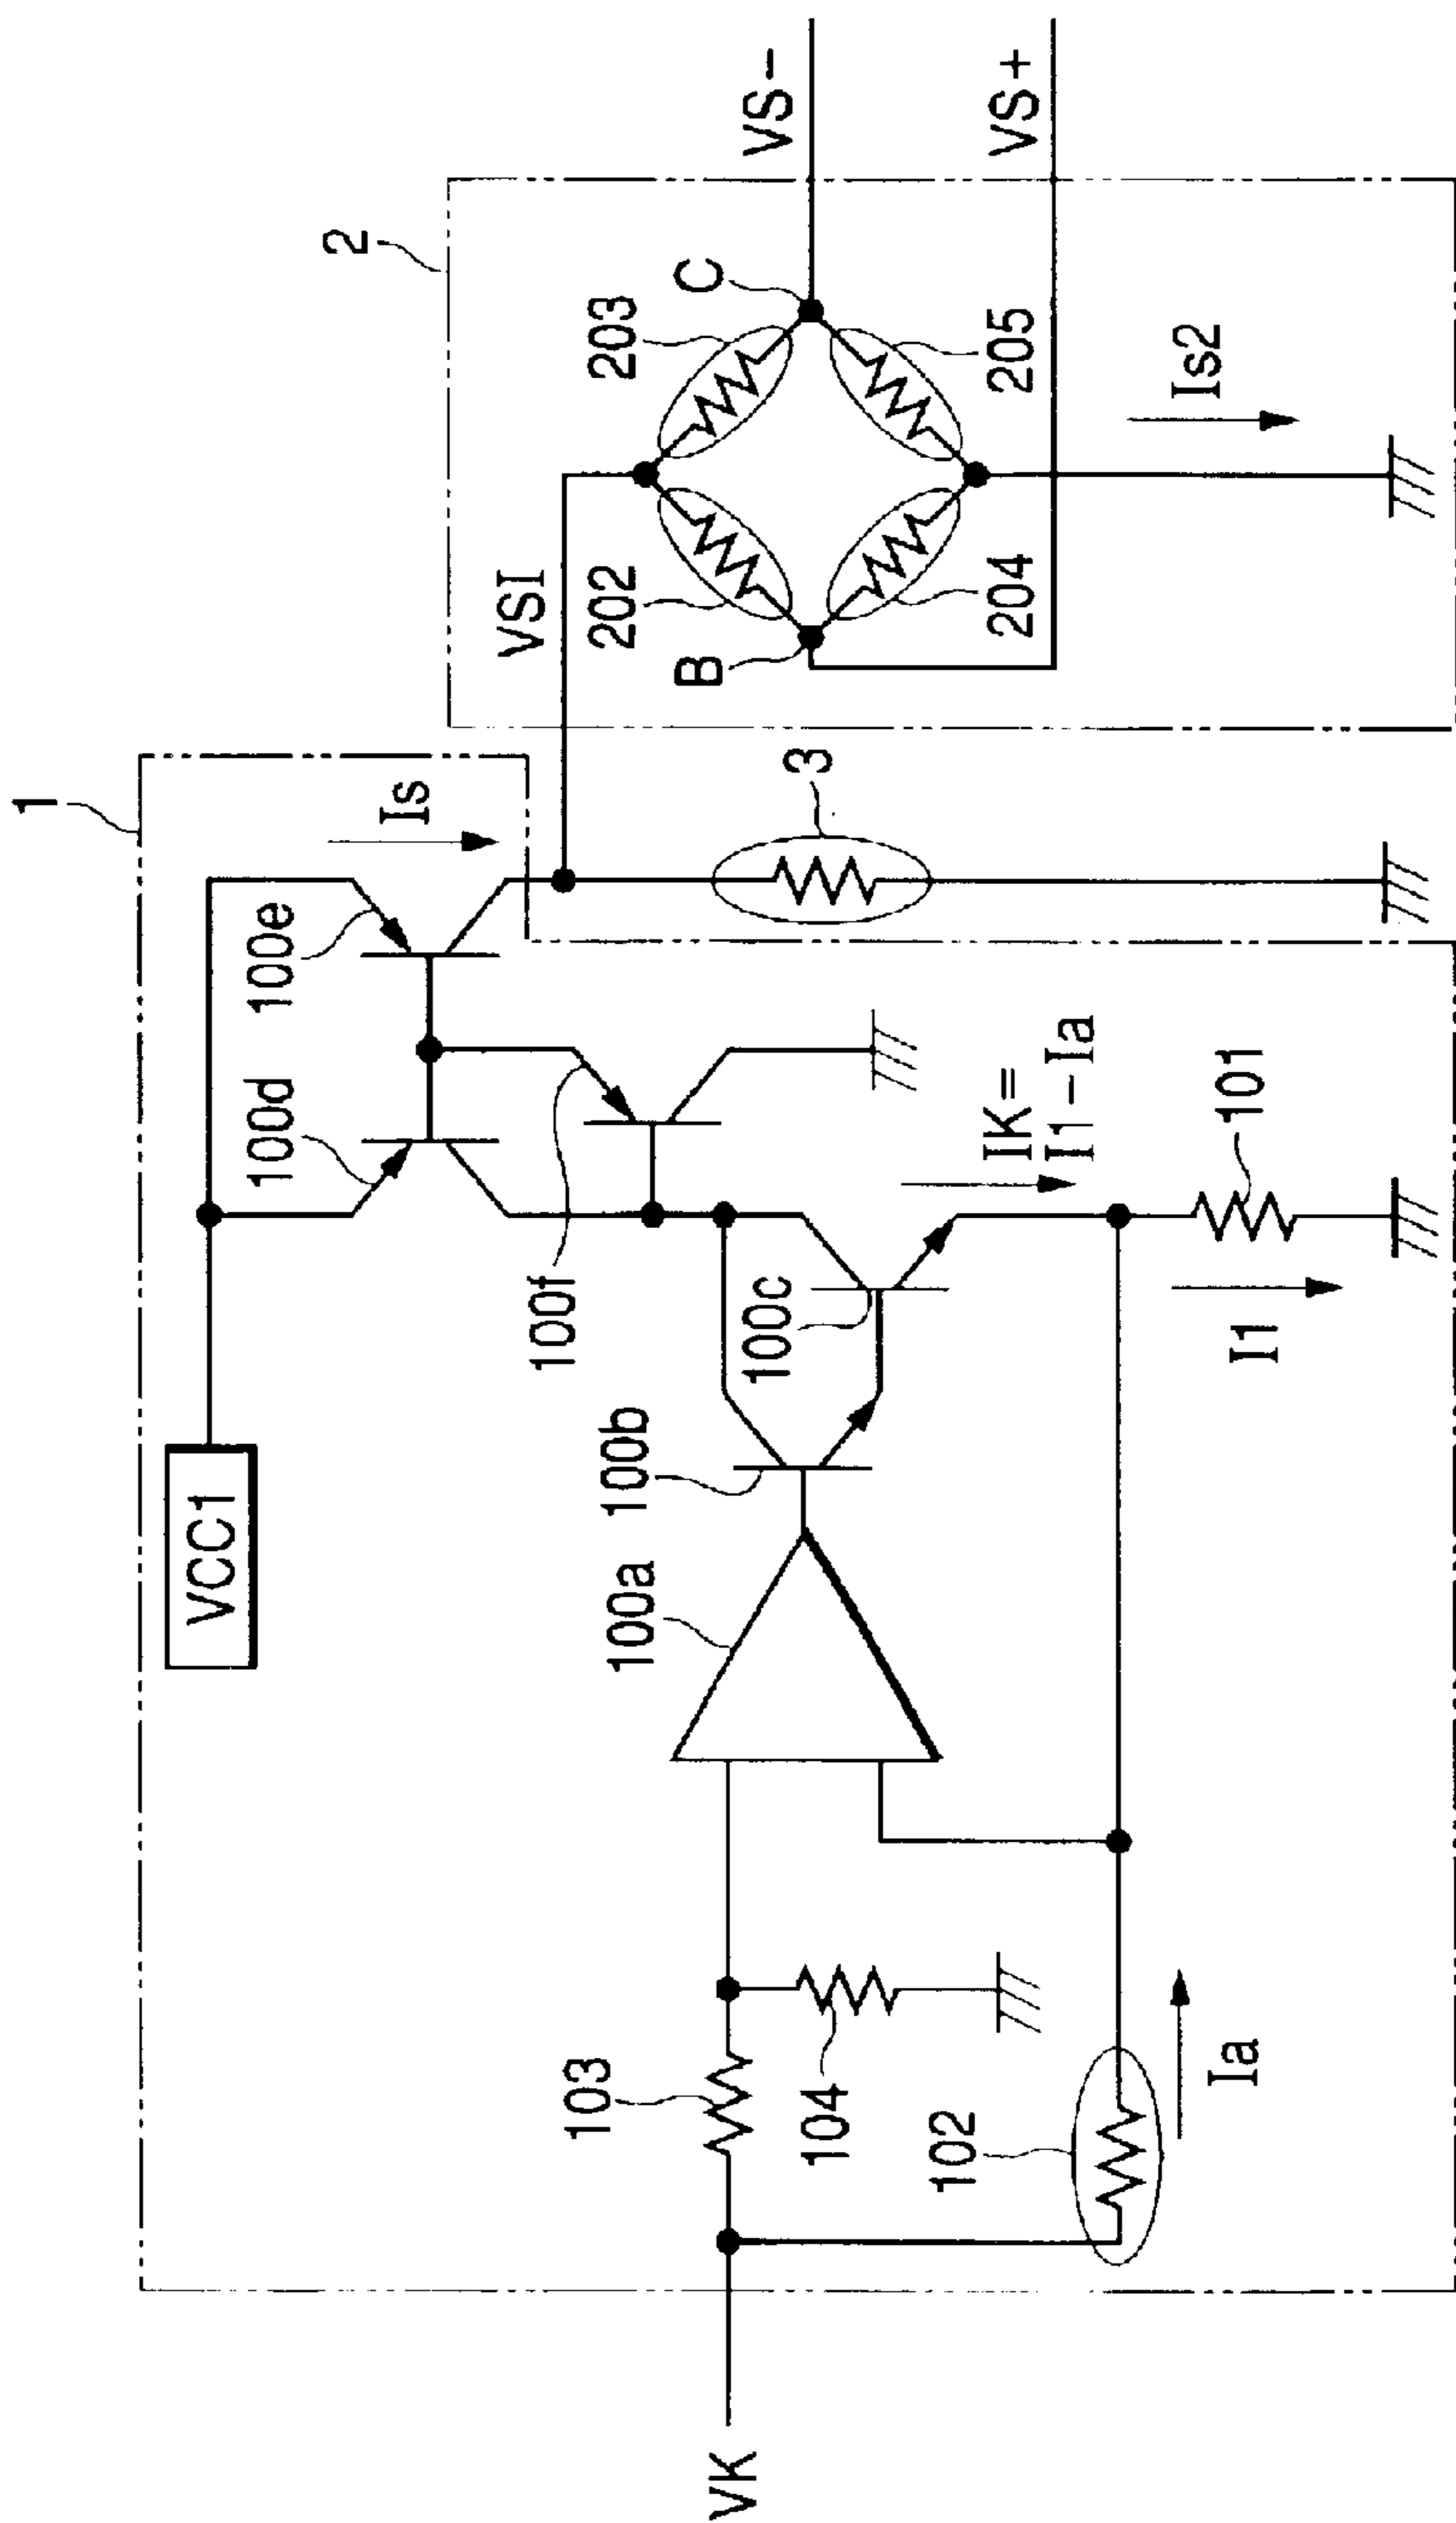 1
VCC1
100d
100e
Is
100f
100a
100b
100c
IK=
I1-Ia
101
I1
103
104
102
Ia
VK
3
2
VSI
202
203
B
C
204
205
Is2
VS-
VS+